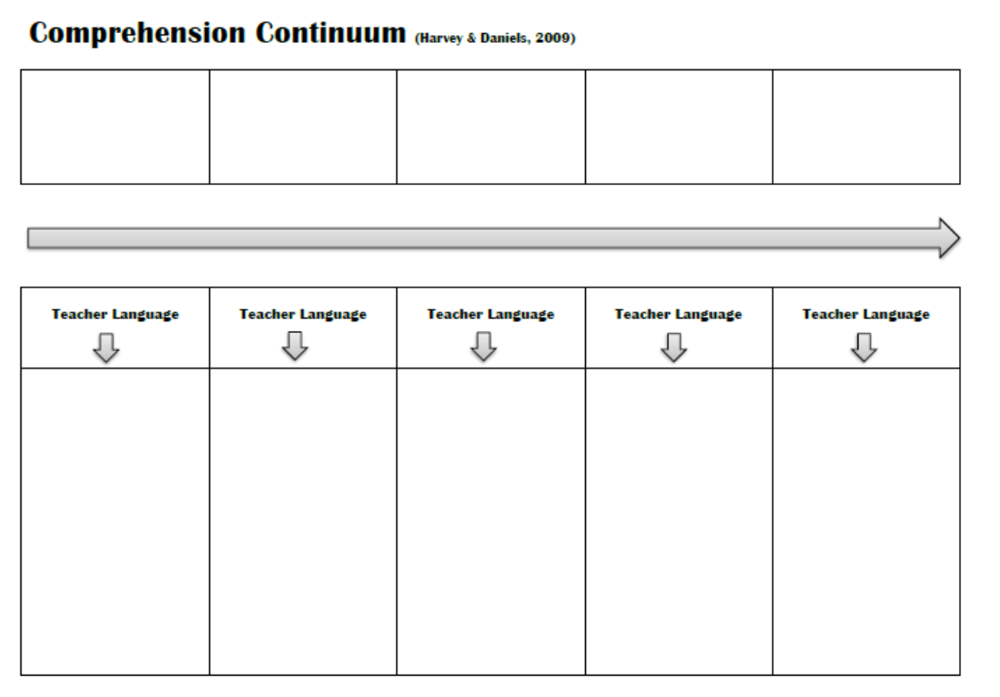 Comprehension Continuum (Harvey & Daniels, 2009)
Teacher Language Teacher Language Teacher Language Teacher Language Teacher Language